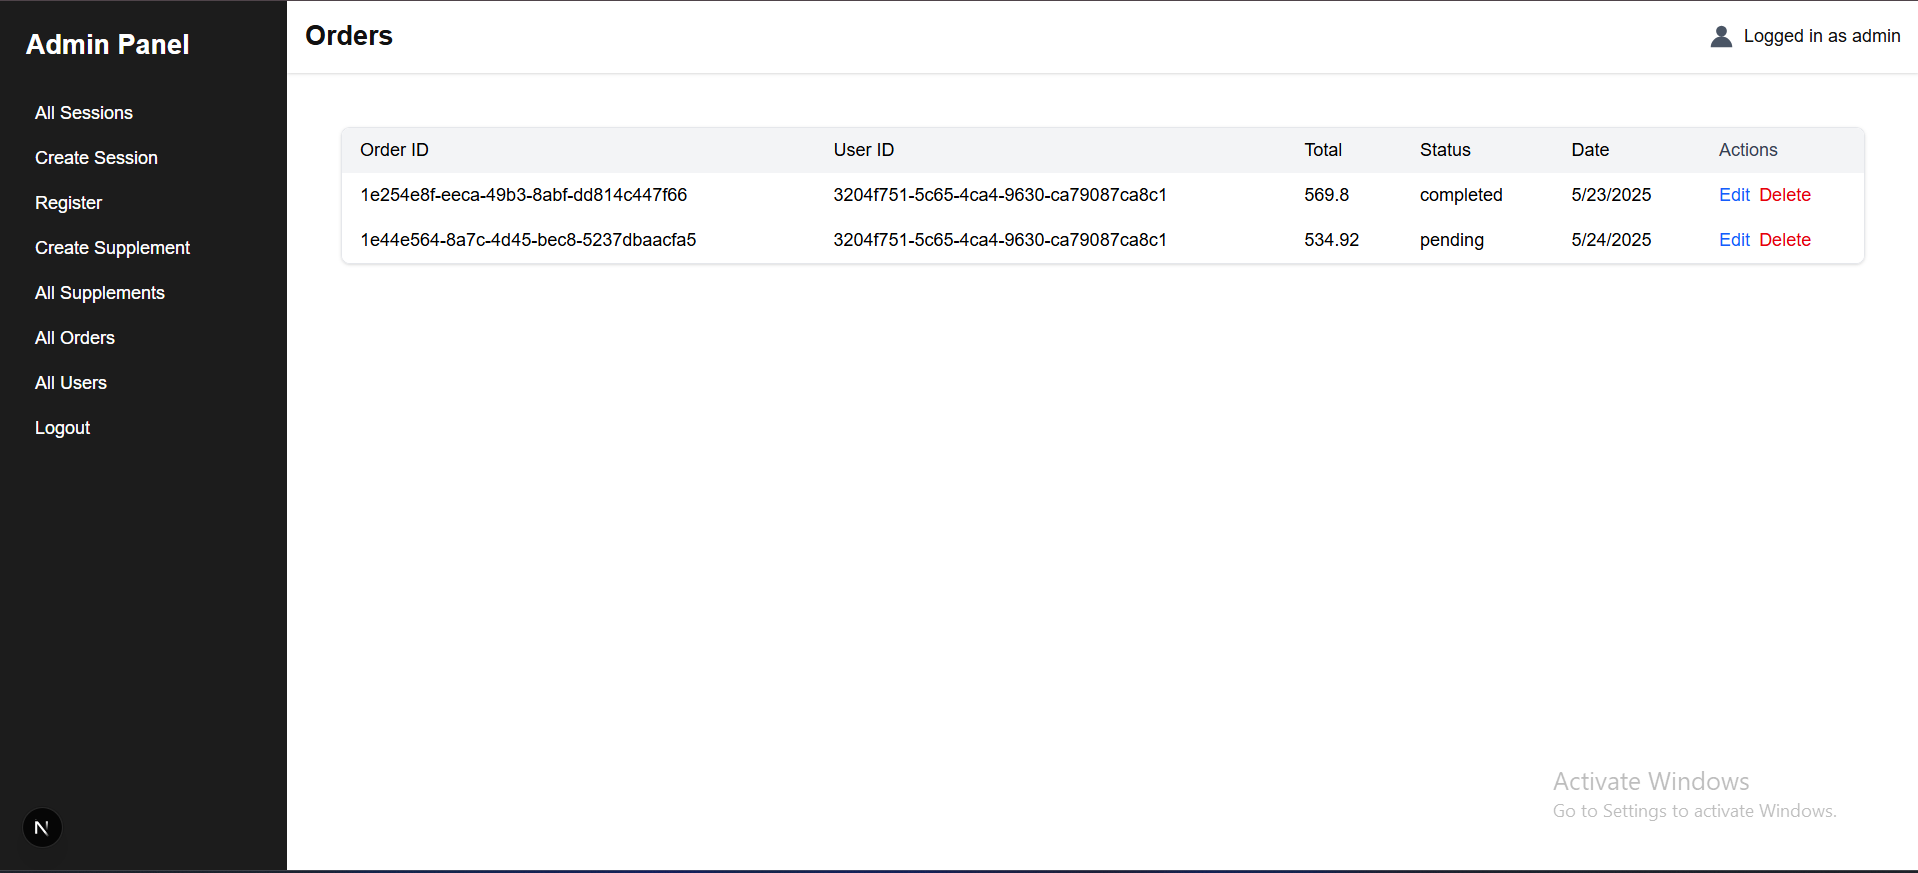 Admin Panel
All Sessions
Create Session
Register
Create Supplement
All Supplements
All Orders
All Users
Logout
N
Orders
Logged in as admin
Order ID User ID Total Status Date Actions
1e254e8f-eeca-49b3-8abf-dd814c447f66 3204f751-5c65-4ca4-9630-ca79087ca8c1 569.8 completed 5/23/2025 Edit Delete
1e44e564-8a7c-4d45-bec8-5237dbaacfa5 3204f751-5c65-4ca4-9630-ca79087ca8c1 534.92 pending 5/24/2025 Edit Delete
Activate Windows
Go to Settings to activate Windows.